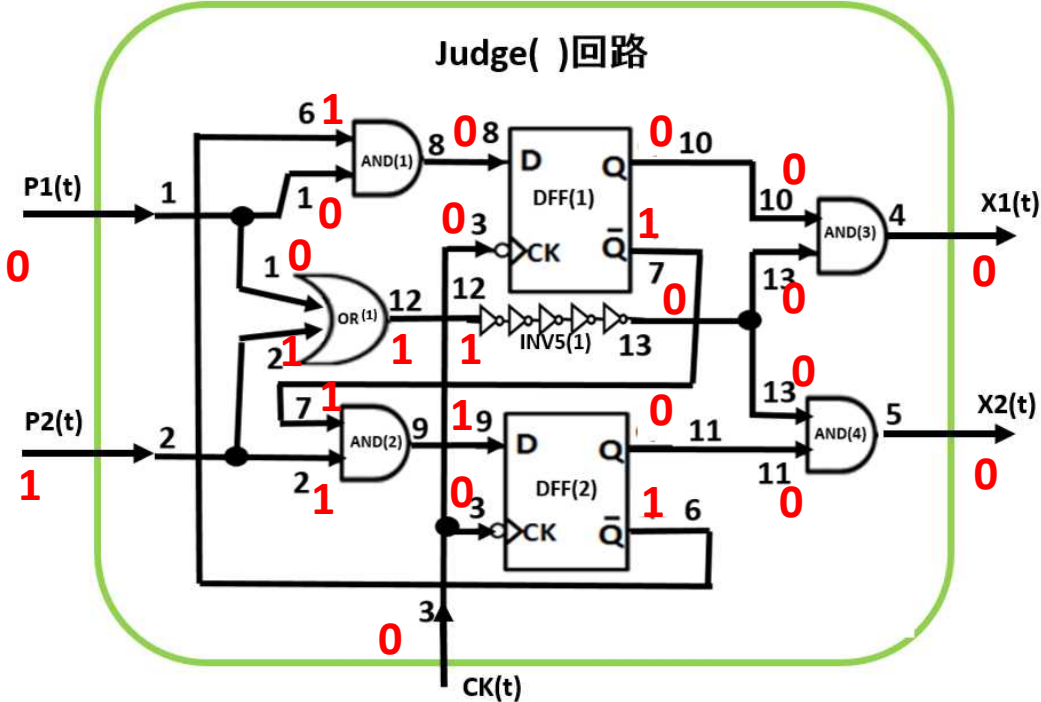 Judge( )回路
6 1
AND(1)
8 0 8
D
Q
0 10
DFF(1)
P1(t)
1
1 0
0 3
CK
Q̅
1
7
0
10
AND(3)
4
X1(t)
0
0
1 0
OR(1)
12
1
12
1
INV5(1)
0
13
13
0
2 1
7 1
AND(2)
9 1 9
D
Q
0
11
DFF(2)
P2(t)
2
1
2 1
0
3
CK
Q̅
1 6
0
13
AND(4)
5
X2(t)
11
0
0
3
0
CK(t)